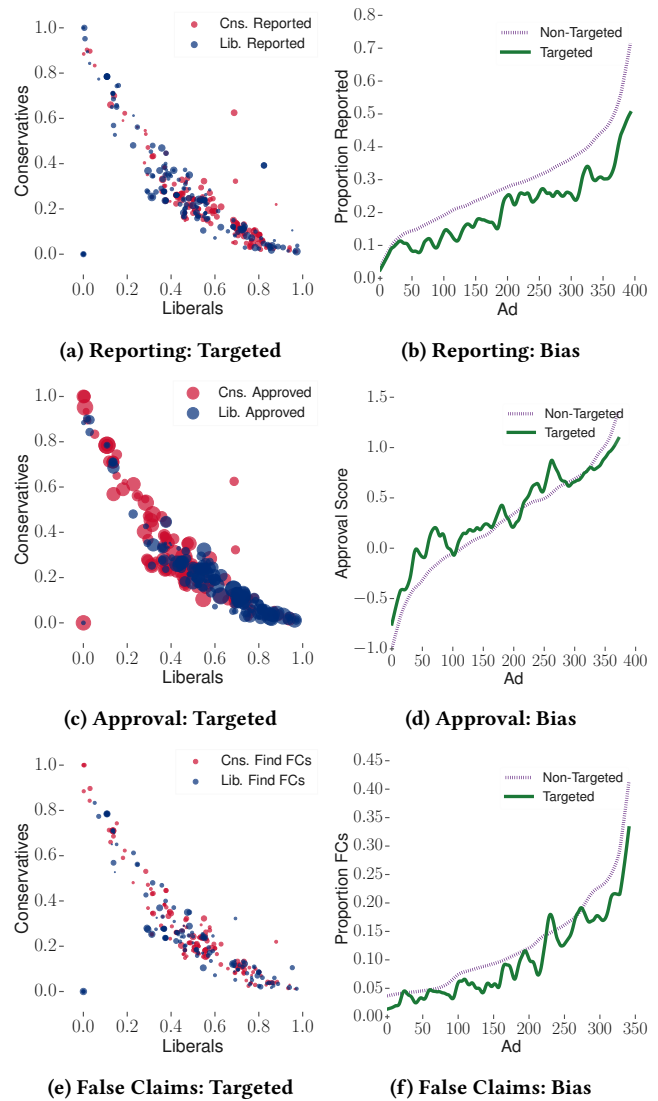 Cns. Reported
Lib. Reported
1.0
0.8
0.6
0.4
0.2
0.0
Conservatives
0.0 0.2 0.4 0.6 0.8 1.0
Liberals
(a) Reporting: Targeted
Non-Targeted
Targeted
0.8
0.7
0.6
0.5
0.4
0.3
0.2
0.1
0.0
Proportion Reported
0 50 100 150 200 250 300 350 400
Ad
(b) Reporting: Bias
Cns. Approved
Lib. Approved
1.0
0.8
0.6
0.4
0.2
0.0
Conservatives
0.0 0.2 0.4 0.6 0.8 1.0
Liberals
(c) Approval: Targeted
Non-Targeted
Targeted
1.5
1.0
0.5
0.0
−0.5
−1.0
Approval Score
0 50 100 150 200 250 300 350 400
Ad
(d) Approval: Bias
Cns. Find FCs
Lib. Find FCs
1.0
0.8
0.6
0.4
0.2
0.0
Conservatives
0.0 0.2 0.4 0.6 0.8 1.0
Liberals
(e) False Claims: Targeted
Non-Targeted
Targeted
0.45
0.40
0.35
0.30
0.25
0.20
0.15
0.10
0.05
0.00
Proportion FCs
0 50 100 150 200 250 300 350
Ad
(f) False Claims: Bias